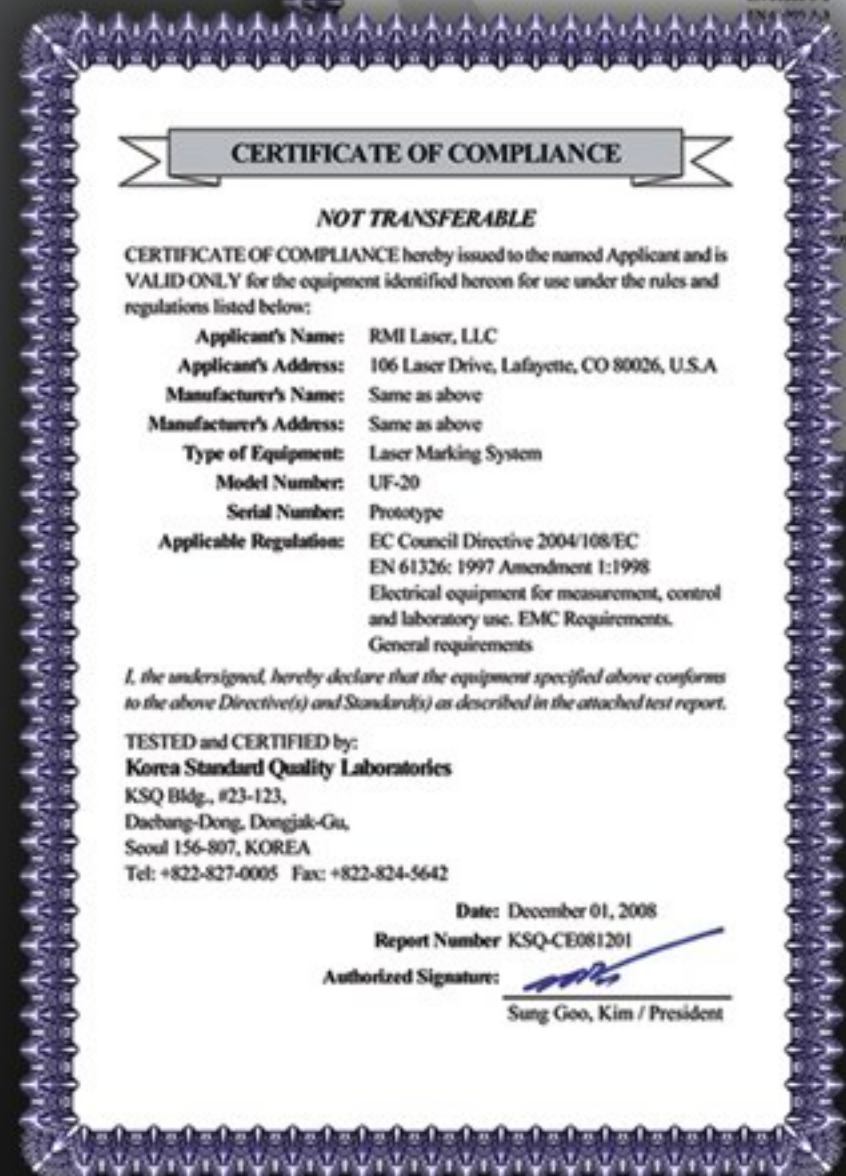 CERTIFICATE OF COMPLIANCE
NOT TRANSFERABLE
CERTIFICATE OF COMPLIANCE hereby issued to the named Applicant and is
VALID ONLY for the equipment identified hereon for use under the rules and
regulations listed below:
Applicant's Name: RMI Laser, LLC
Applicant's Address: 106 Laser Drive, Lafayette, CO 80026, U.S.A
Manufacturer's Name: Same as above
Manufacturer's Address: Same as above
Type of Equipment: Laser Marking System
Model Number: UF-20
Serial Number: Prototype
Applicable Regulation: EC Council Directive 2004/108/EC
EN 61326: 1997 Amendment 1:1998
Electrical equipment for measurement, control
and laboratory use. EMC Requirements.
General requirements
I, the undersigned, hereby declare that the equipment specified above conforms
to the above Directive(s) and Standard(s) as described in the attached test report.
TESTED and CERTIFIED by:
Korea Standard Quality Laboratories
KSQ Bldg., #23-123,
Daebang-Dong, Dongjak-Gu,
Seoul 156-807, KOREA
Tel: +822-827-0005 Fax: +822-824-5642
Date: December 01, 2008
Report Number KSQ-CE081201
Authorized Signature:
Sung Goo, Kim / President